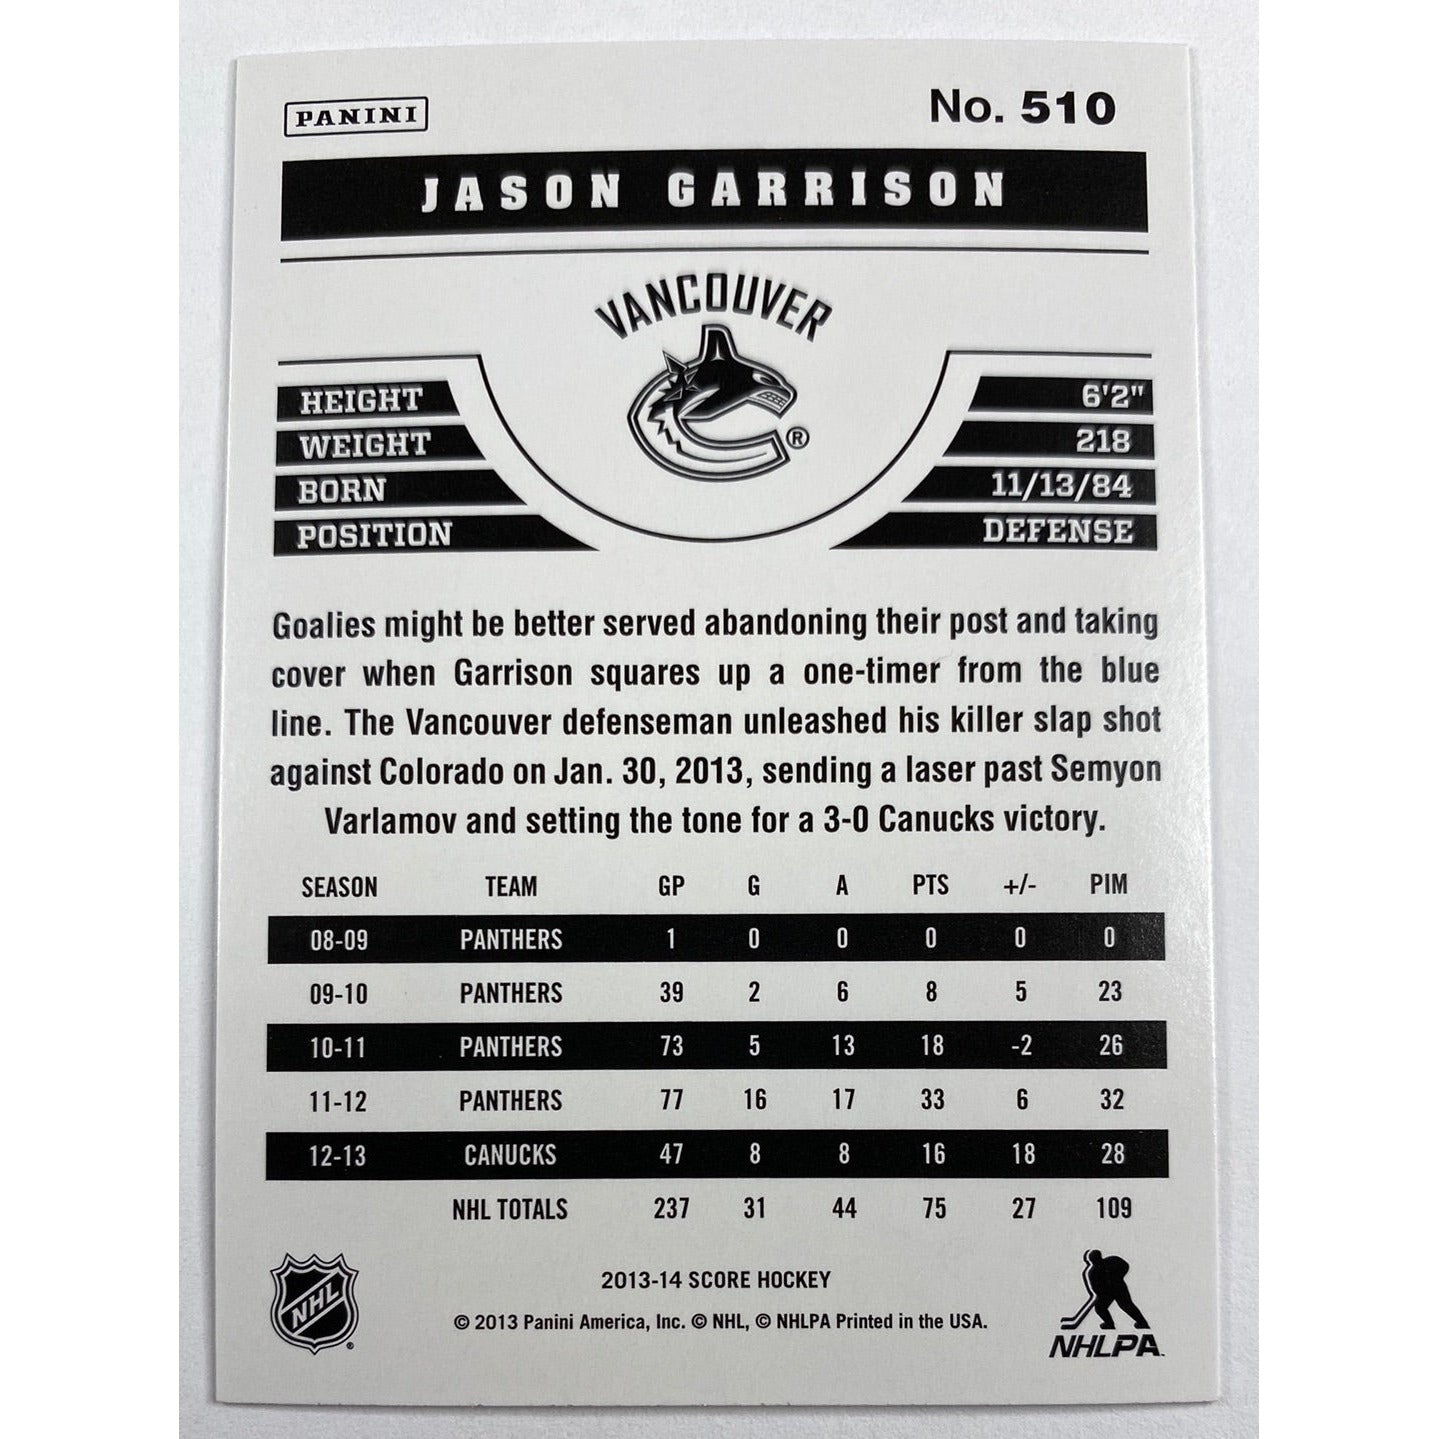 PANINI
No. 510
JASON GARRISON
VANCOUVER
®
HEIGHT 6'2"
WEIGHT 218
BORN 11/13/84
POSITION DEFENSE
Goalies might be better served abandoning their post and taking
cover when Garrison squares up a one-timer from the blue
line. The Vancouver defenseman unleashed his killer slap shot
against Colorado on Jan. 30, 2013, sending a laser past Semyon
Varlamov and setting the tone for a 3-0 Canucks victory.
SEASON TEAM GP G A PTS +/- PIM
08-09 PANTHERS 1 0 0 0 0 0
09-10 PANTHERS 39 2 6 8 5 23
10-11 PANTHERS 73 5 13 18 -2 26
11-12 PANTHERS 77 16 17 33 6 32
12-13 CANUCKS 47 8 8 16 18 28
NHL TOTALS 237 31 44 75 27 109
2013-14 SCORE HOCKEY
© 2013 Panini America, Inc. © NHL, © NHLPA Printed in the USA.
NHL ®
NHLPA™